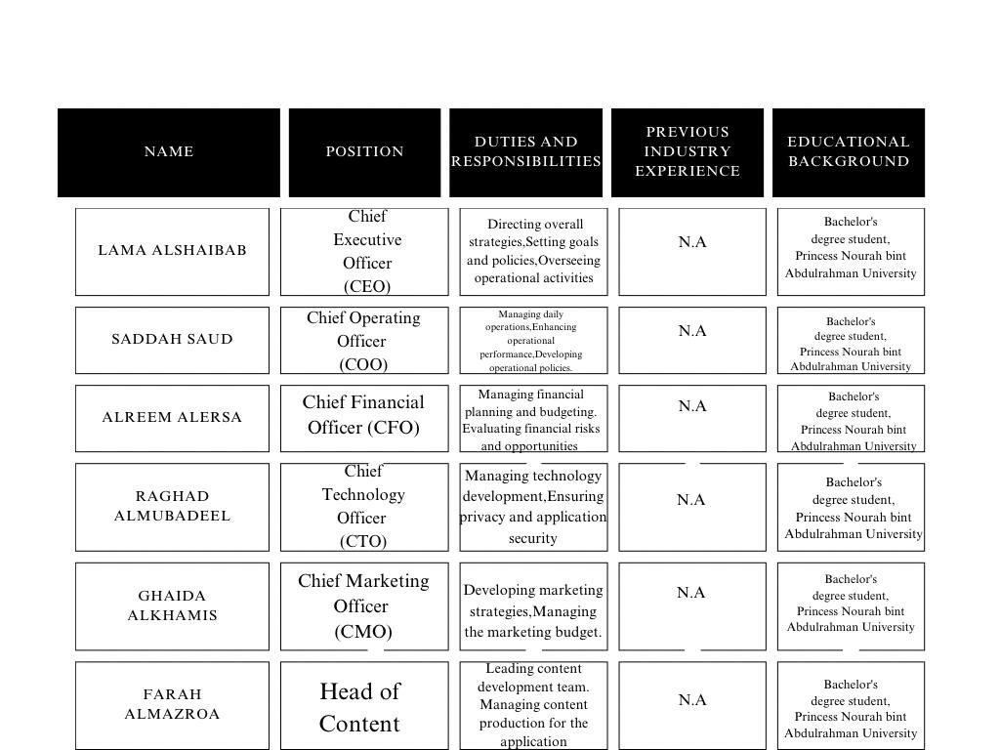 NAME
POSITION
DUTIES AND
RESPONSIBILITIES
PREVIOUS
INDUSTRY
EXPERIENCE
EDUCATIONAL
BACKGROUND
LAMA ALSHAIBAB
Chief
Executive
Officer
(CEO)
Directing overall
strategies,Setting goals
and policies,Overseeing
operational activities
N.A
Bachelor's
degree student,
Princess Nourah bint
Abdulrahman University
SADDAH SAUD
Chief Operating
Officer
(COO)
Managing daily
operations,Enhancing
operational
performance,Developing
operational policies.
N.A
Bachelor's
degree student,
Princess Nourah bint
Abdulrahman University
ALREEM ALERSA
Chief Financial
Officer (CFO)
Managing financial
planning and budgeting.
Evaluating financial risks
and opportunities
N.A
Bachelor's
degree student,
Princess Nourah bint
Abdulrahman University
RAGHAD
ALMUBADEEL
Chief
Technology
Officer
(CTO)
Managing technology
development,Ensuring
privacy and application
security
N.A
Bachelor's
degree student,
Princess Nourah bint
Abdulrahman University
GHAIDA
ALKHAMIS
Chief Marketing
Officer
(CMO)
Developing marketing
strategies,Managing
the marketing budget.
N.A
Bachelor's
degree student,
Princess Nourah bint
Abdulrahman University
FARAH
ALMAZROA
Head of
Content
Leading content
development team.
Managing content
production for the
application
N.A
Bachelor's
degree student,
Princess Nourah bint
Abdulrahman University